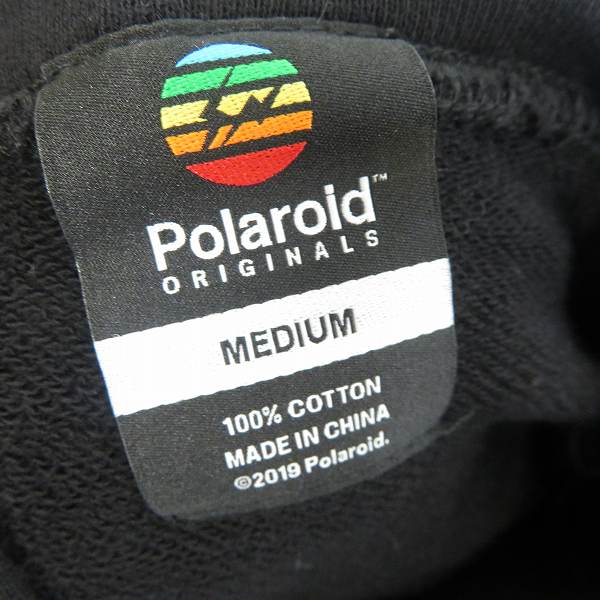 Polaroid™
ORIGINALS
MEDIUM
100% COTTON
MADE IN CHINA
©2019 Polaroid.